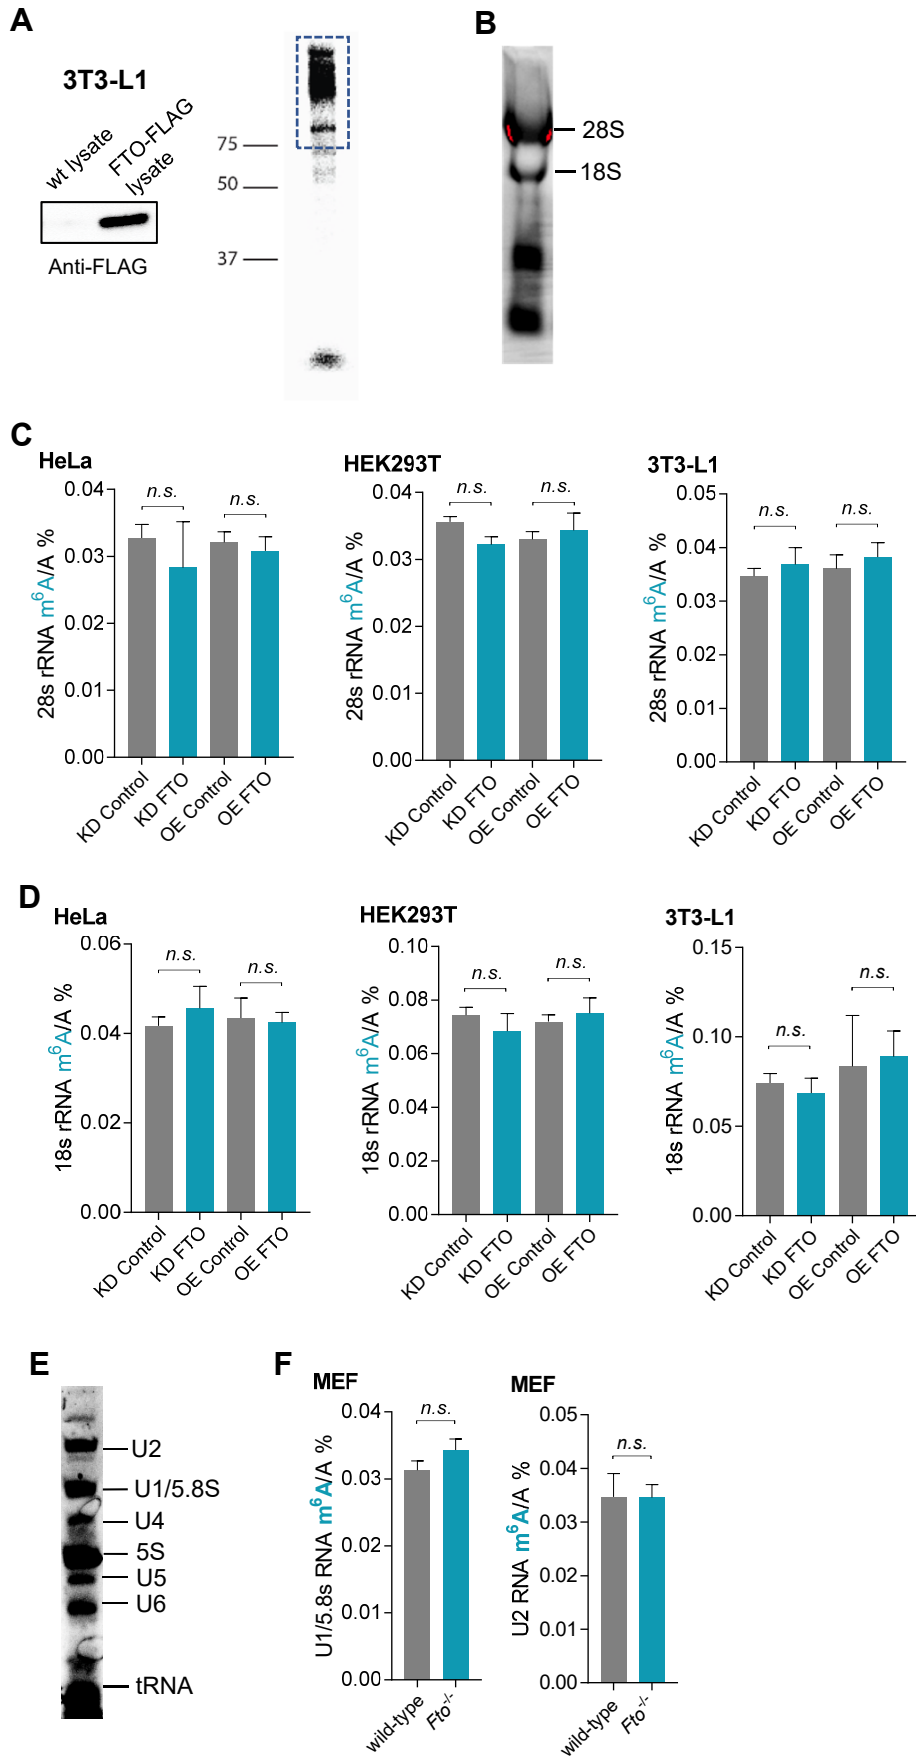 A
3T3-L1
wt lysate
FTO-FLAG
lysate
Anti-FLAG
75
50
37
B
28S
18S
C
HeLa
28s rRNA m⁶A/A %
0.04
0.03
0.02
0.01
0.00
n.s.
n.s.
KD Control
KD FTO
OE Control
OE FTO
HEK293T
28s rRNA m⁶A/A %
0.04
0.03
0.02
0.01
0.00
n.s.
n.s.
KD Control
KD FTO
OE Control
OE FTO
3T3-L1
28s rRNA m⁶A/A %
0.05
0.04
0.03
0.02
0.01
0.00
n.s.
n.s.
KD Control
KD FTO
OE Control
OE FTO
D
HeLa
18s rRNA m⁶A/A %
0.06
0.04
0.02
0.00
n.s.
n.s.
KD Control
KD FTO
OE Control
OE FTO
HEK293T
18s rRNA m⁶A/A %
0.10
0.08
0.06
0.04
0.02
0.00
n.s.
n.s.
KD Control
KD FTO
OE Control
OE FTO
3T3-L1
18s rRNA m⁶A/A %
0.15
0.10
0.05
0.00
n.s.
n.s.
KD Control
KD FTO
OE Control
OE FTO
E
U2
U1/5.8S
U4
5S
U5
U6
tRNA
F
MEF
U1/5.8s RNA m⁶A/A %
0.04
0.03
0.02
0.01
0.00
n.s.
wild-type
Fto⁻/⁻
MEF
U2 RNA m⁶A/A %
0.05
0.04
0.03
0.02
0.01
0.00
n.s.
wild-type
Fto⁻/⁻